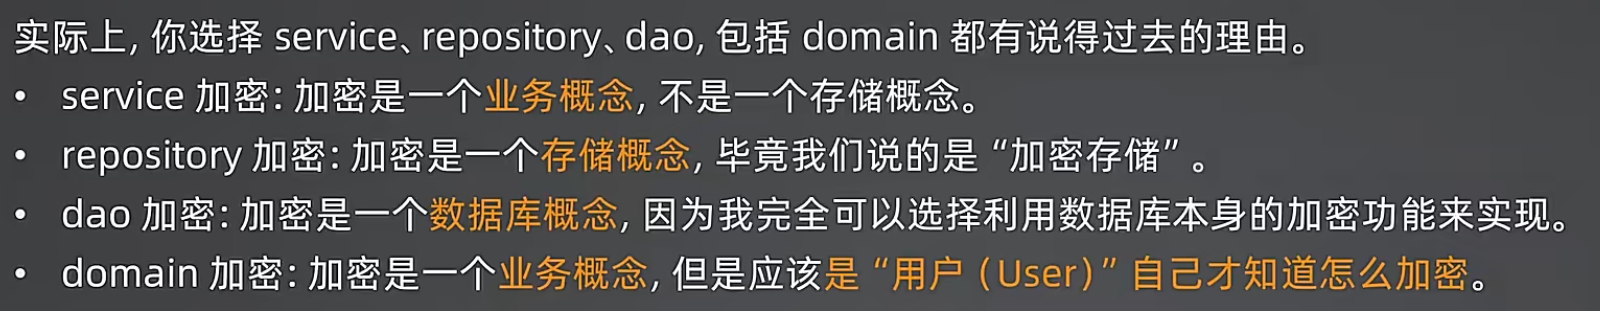 实际上, 你选择 service、repository、dao, 包括 domain 都有说得过去的理由。
• service 加密: 加密是一个业务概念, 不是一个存储概念。
• repository 加密: 加密是一个存储概念, 毕竟我们说的是“加密存储”。
• dao 加密: 加密是一个数据库概念, 因为我完全可以选择利用数据库本身的加密功能来实现。
• domain 加密: 加密是一个业务概念, 但是应该是“用户 (User)”自己才知道怎么加密。